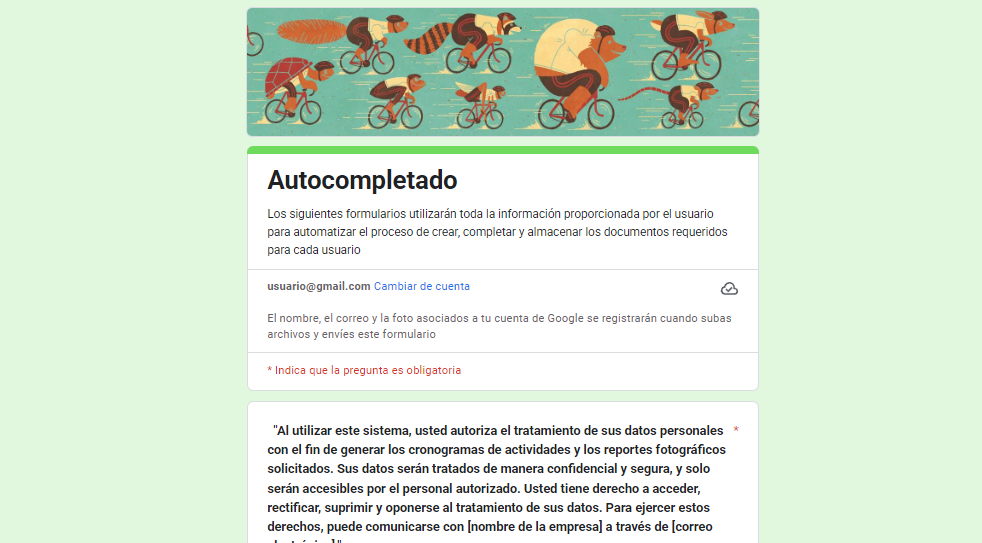 Autocompletado
Los siguientes formularios utilizarán toda la información proporcionada por el usuario
para automatizar el proceso de crear, completar y almacenar los documentos requeridos
para cada usuario
usuario@gmail.com Cambiar de cuenta
El nombre, el correo y la foto asociados a tu cuenta de Google se registrarán cuando subas
archivos y envíes este formulario
* Indica que la pregunta es obligatoria
"Al utilizar este sistema, usted autoriza el tratamiento de sus datos personales *
con el fin de generar los cronogramas de actividades y los reportes fotográficos
solicitados. Sus datos serán tratados de manera confidencial y segura, y solo
serán accesibles por el personal autorizado. Usted tiene derecho a acceder,
rectificar, suprimir y oponerse al tratamiento de sus datos. Para ejercer estos
derechos, puede comunicarse con [nombre de la empresa] a través de [correo